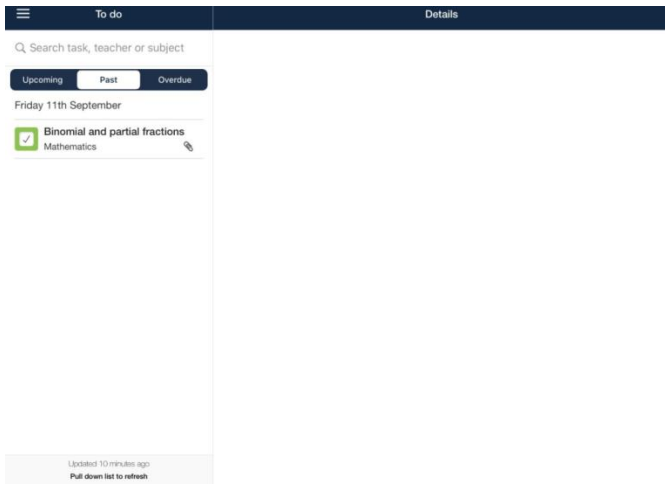 To do
Details
Search task, teacher or subject
Upcoming Past Overdue
Friday 11th September
Binomial and partial fractions
Mathematics
Updated 10 minutes ago
Pull down list to refresh